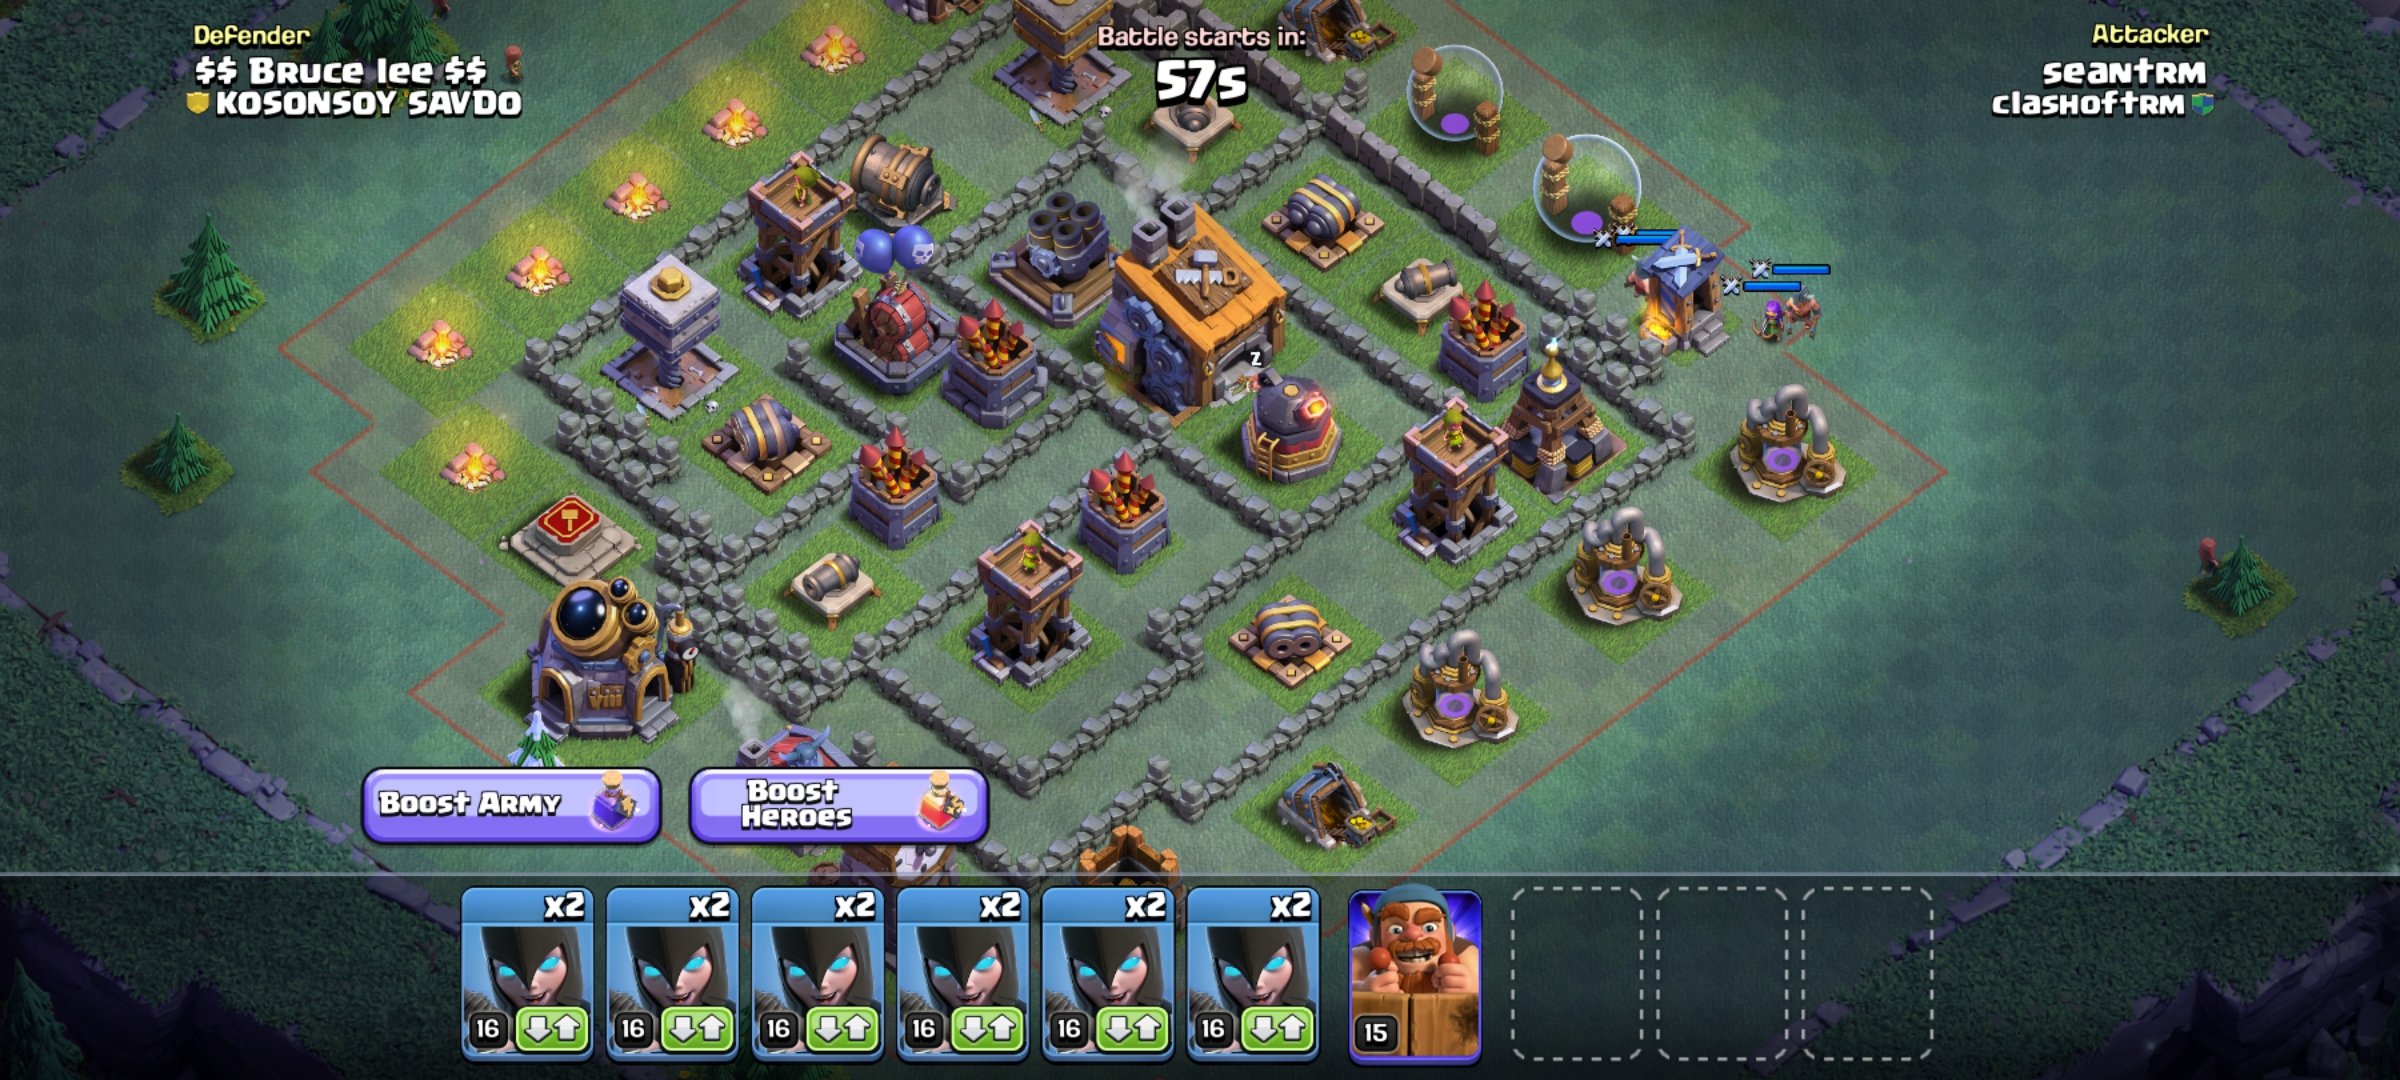 Defender
$$ Bruce lee $$
KOSONSOY SAVDO
Battle starts in:
57s
Attacker
seantRM
clashoftRM
z
VIII
Boost Army
Boost
Heroes
x2
x2
x2
x2
x2
x2
16
16
16
16
16
16
15